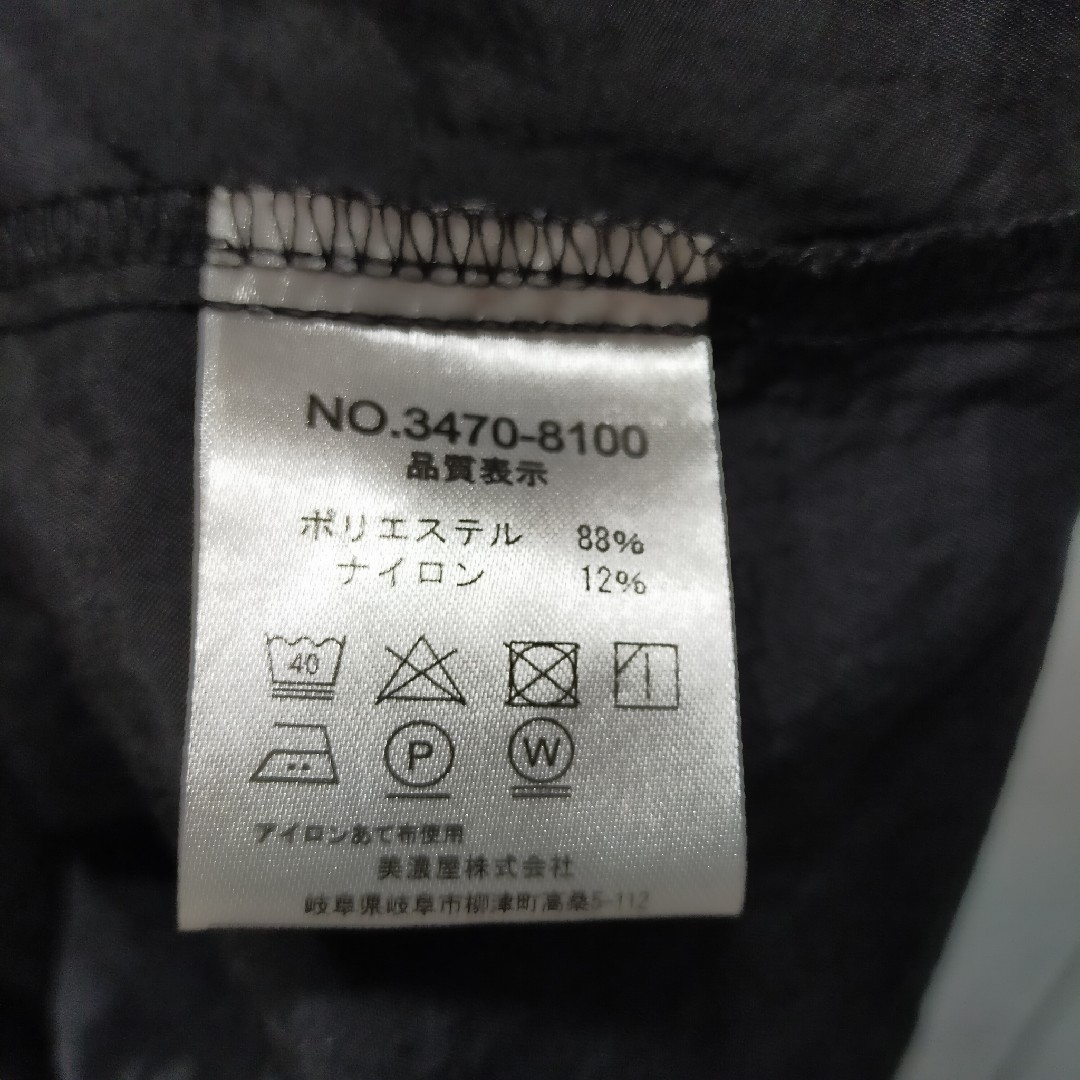 NO.3470-8100
品質表示
ポリエステル 88%
ナイロン 12%
40
P W
アイロンあて布使用
美濃屋株式会社
岐阜県岐阜市柳津町高桑5-112